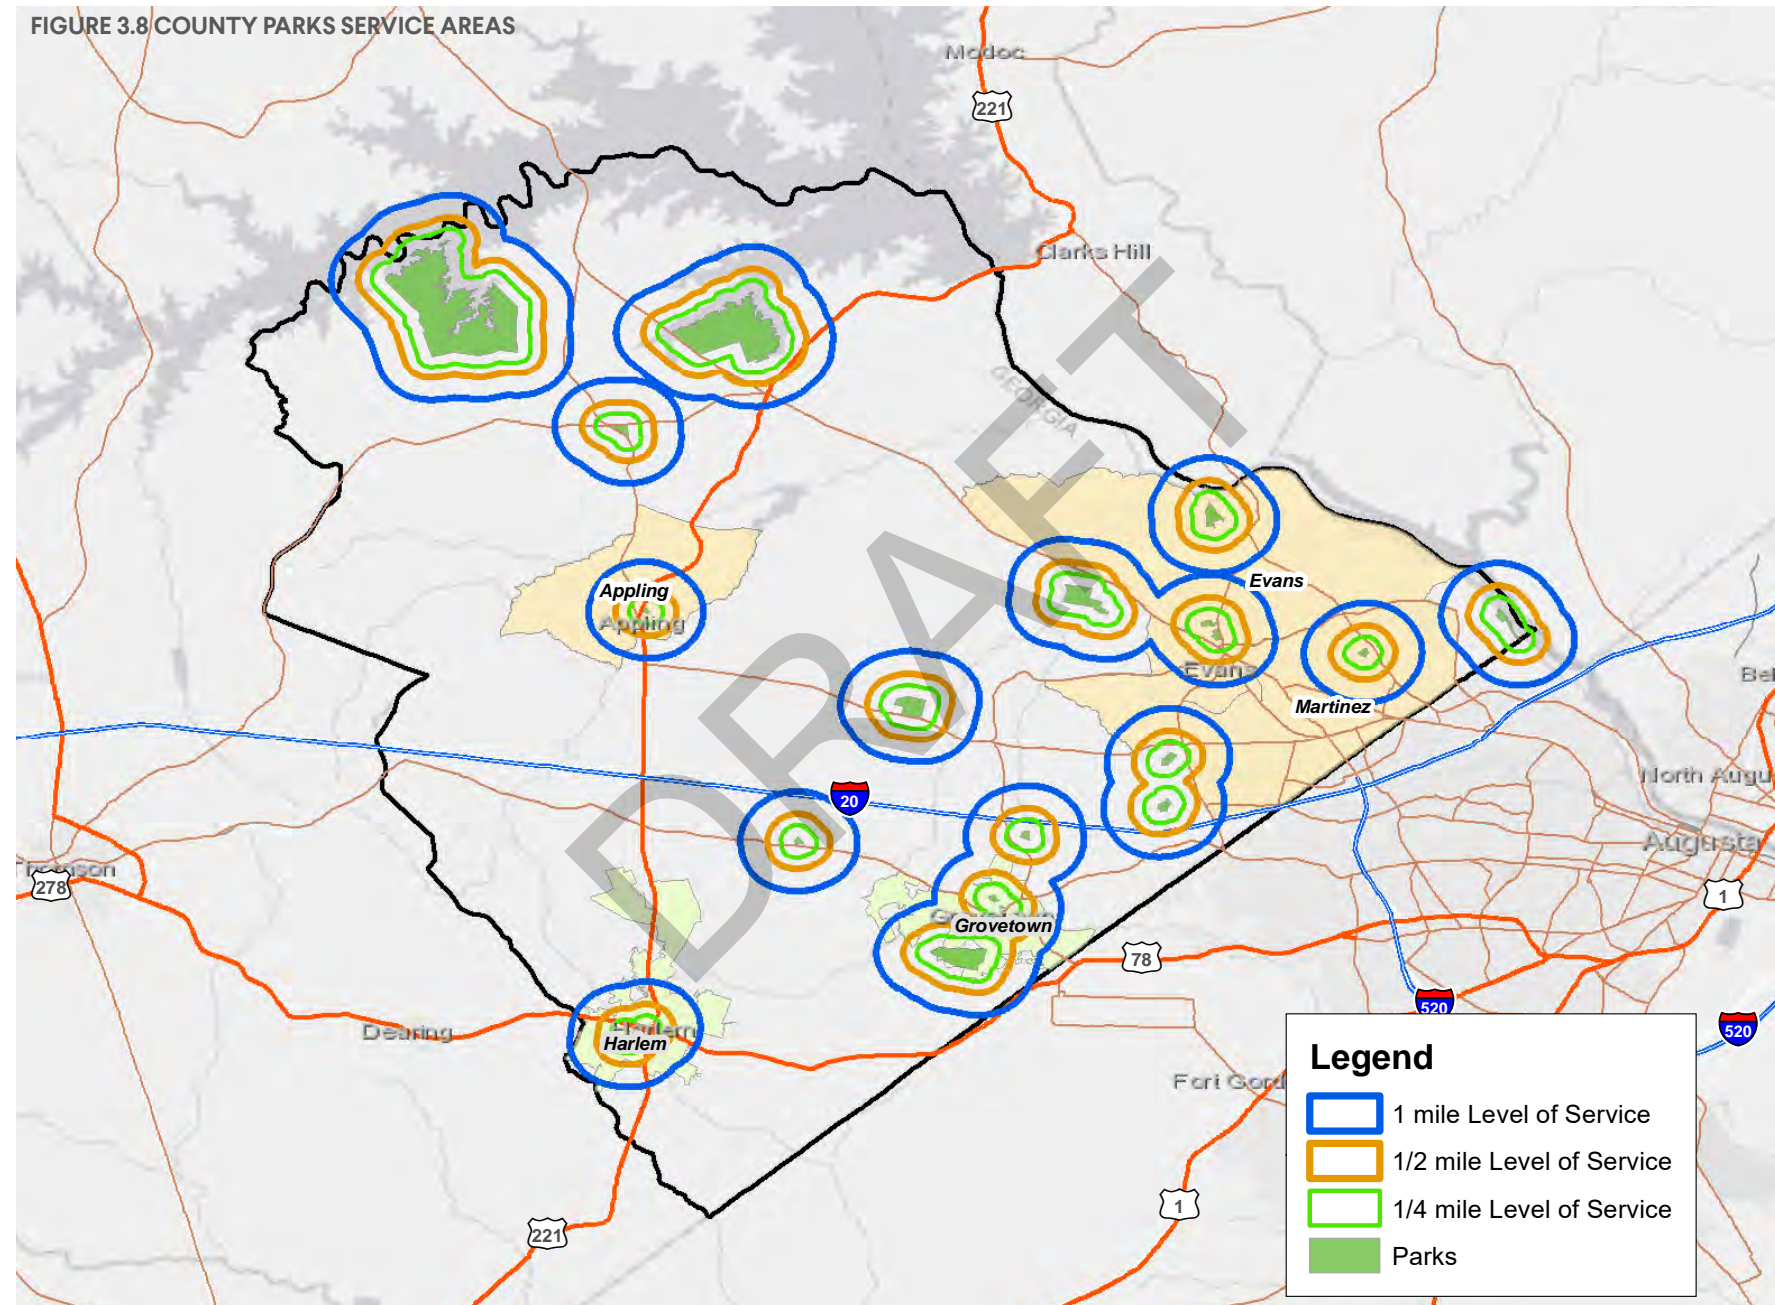 FIGURE 3.8 COUNTY PARKS SERVICE AREAS
Modoc
221
Clarks Hill
GEORGIA
DRAFT
Appling
Appling
Evans
Evans
Martinez
Bel
North Augu
Augusta
20
278
1
Grovetown
78
520
520
Harlem
Harlem
Dearing
Fort Gord
1
221
Legend
1 mile Level of Service
1/2 mile Level of Service
1/4 mile Level of Service
Parks